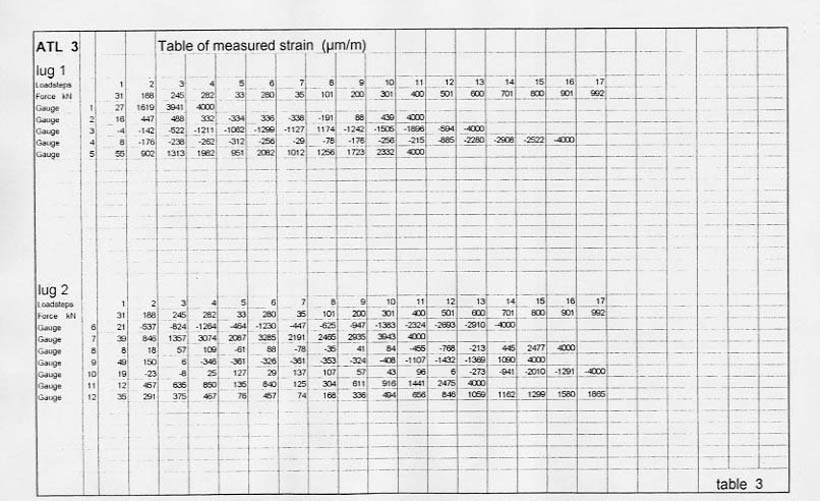 ATL 3 Table of measured strain (µm/m)
lug 1
Loadsteps 1 2 3 4 5 6 7 8 9 10 11 12 13 14 15 16 17
Force kN 31 188 245 282 33 280 35 101 200 301 400 501 600 701 800 901 992
Gauge 1 27 1619 3941 4000
Gauge 2 16 447 488 332 -334 336 -338 -191 88 439 4000
Gauge 3 -4 -142 -522 -1211 -1062 -1299 -1127 1174 -1242 -1505 -1896 -594 -4000
Gauge 4 8 -176 -238 -262 -312 -256 -29 -78 -176 -256 -215 -885 -2280 -2908 -2522 -4000
Gauge 5 55 902 1313 1982 951 2082 1012 1256 1723 2332 4000
lug 2
Loadsteps 1 2 3 4 5 6 7 8 9 10 11 12 13 14 15 16 17
Force kN 31 188 245 282 33 280 35 101 200 301 400 501 600 701 800 901 992
Gauge 6 21 -537 -824 -1264 -464 -1230 -447 -625 -947 -1383 -2324 -2693 -2910 -4000
Gauge 7 39 846 1357 3074 2087 3285 2191 2465 2935 3943 4000
Gauge 8 8 18 57 109 -61 88 -78 -35 41 84 -455 -768 -213 445 2477 4000
Gauge 9 49 150 6 -346 -361 -326 -361 -353 -324 -408 -1107 -1432 -1369 1090 4000
Gauge 10 19 -23 -8 25 127 29 137 107 57 43 96 6 -273 -941 -2010 -1291 -4000
Gauge 11 12 457 635 850 135 840 125 304 611 916 1441 2475 4000
Gauge 12 35 291 375 467 76 457 74 168 336 494 656 846 1059 1162 1299 1580 1865
table 3